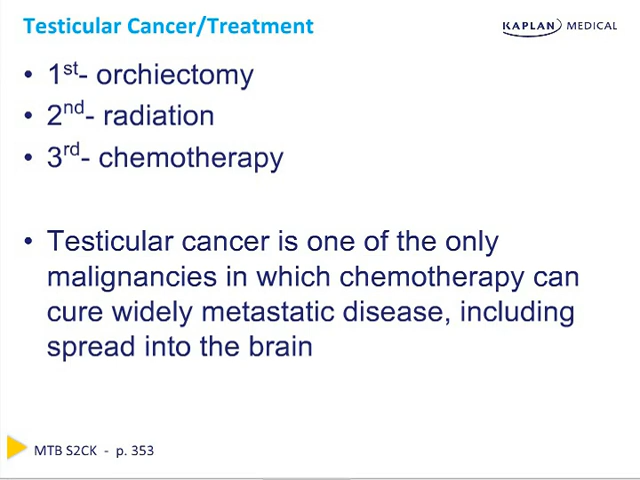 Testicular Cancer/Treatment
KAPLAN MEDICAL
• 1st- orchiectomy
• 2nd- radiation
• 3rd- chemotherapy
• Testicular cancer is one of the only
malignancies in which chemotherapy can
cure widely metastatic disease, including
spread into the brain
MTB S2CK - p. 353